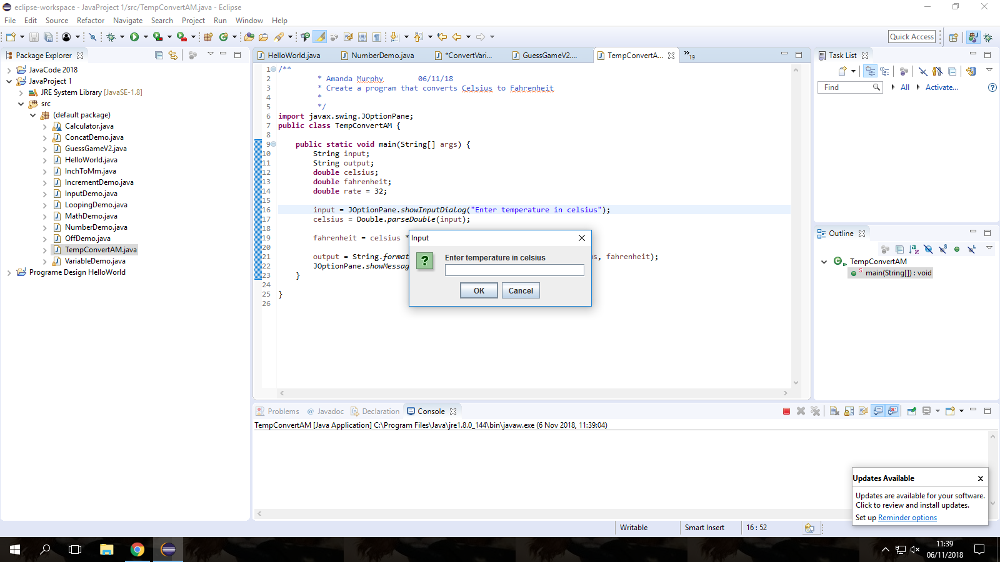 eclipse-workspace - JavaProject 1/src/TempConvertAM.java - Eclipse
File Edit Source Refactor Navigate Search Project Run Window Help
Quick Access
Package Explorer
JavaCode 2018
JavaProject 1
JRE System Library [JavaSE-1.8]
src
(default package)
Calculator.java
ConcatDemo.java
GuessGameV2.java
HelloWorld.java
InchToMm.java
IncrementDemo.java
InputDemo.java
LoopingDemo.java
MathDemo.java
NumberDemo.java
OffDemo.java
TempConvertAM.java
VariableDemo.java
Programe Design HelloWorld
HelloWorld.java NumberDemo.java *ConvertVari... GuessGameV2.... TempConvertA... »19
1 /**
2 * Amanda Murphy 06/11/18
3 * Create a program that converts Celsius to Fahrenheit
4 *
5 */
6 import javax.swing.JOptionPane;
7 public class TempConvertAM {
8
9 public static void main(String[] args) {
10 String input;
11 String output;
12 double celsius;
13 double fahrenheit;
14 double rate = 32;
15
16 input = JOptionPane.showInputDialog("Enter temperature in celsius");
17 celsius = Double.parseDouble(input);
18
19 fahrenheit = celsius *
20
21 output = String.format , fahrenheit);
22 JOptionPane.showMessag
23 }
24
25 }
26
Input
Enter temperature in celsius
OK Cancel
Task List
Find All Activate...
Outline
TempConvertAM
main(String[]) : void
Problems @ Javadoc Declaration Console
TempConvertAM [Java Application] C:\Program Files\Java\jre1.8.0_144\bin\javaw.exe (6 Nov 2018, 11:39:04)
Updates Available x
Updates are available for your software.
Click to review and install updates.
Set up Reminder options
Writable Smart Insert 16 : 52
11:39
06/11/2018